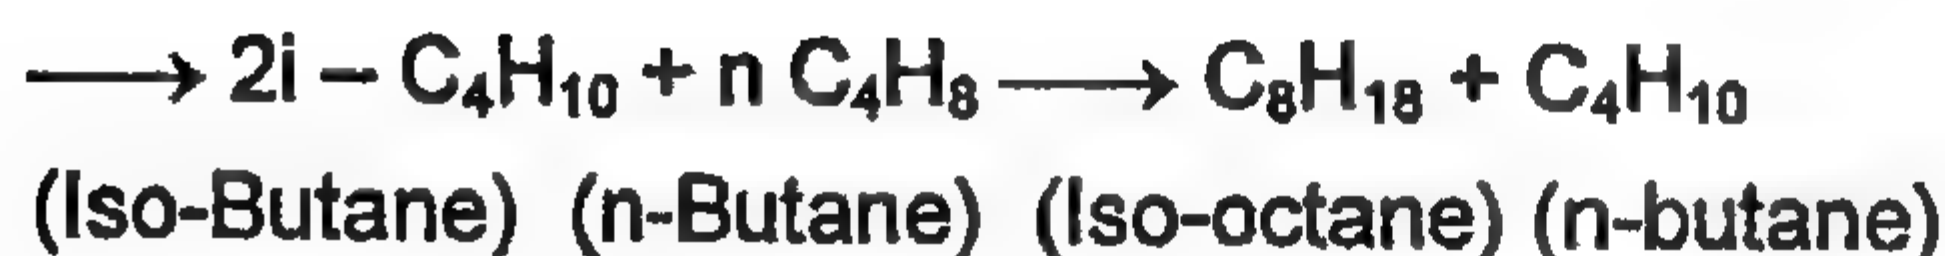 ⟶ 2i – C₄H₁₀ + n C₄H₈ ⟶ C₈H₁₈ + C₄H₁₀
(Iso-Butane) (n-Butane) (Iso-octane) (n-butane)